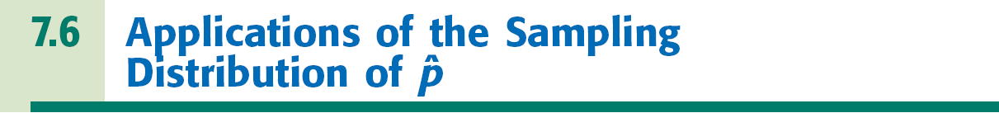 7.6 Applications of the Sampling
Distribution of p̂